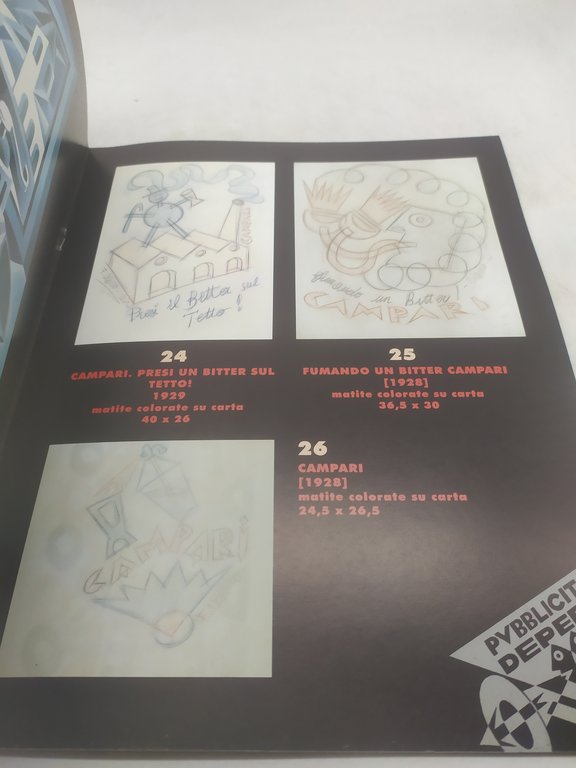 CAMPARI
Presi il Bitter sul
Tetto!
24
CAMPARI. PRESI UN BITTER SUL
TETTO!
1929
matite colorate su carta
40 x 26
fumando un Bitter
CAMPARI
25
FUMANDO UN BITTER CAMPARI
[1928]
matite colorate su carta
36,5 x 30
CAMPARI
26
CAMPARI
[1928]
matite colorate su carta
24,5 x 26,5
PVBBLICIT
DEPE